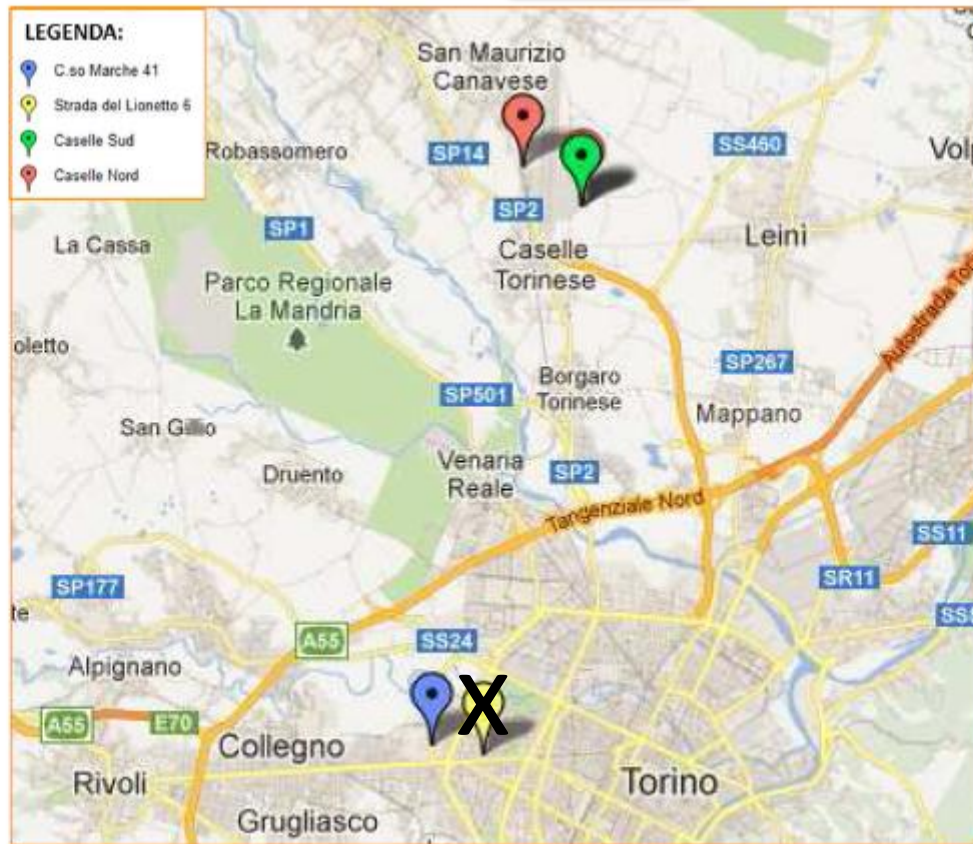 LEGENDA:
C.so Marche 41
Strada del Lionetto 6
Caselle Sud
Caselle Nord
San Maurizio
Canavese
Robassomero
SP14
SS460
SP1
SP2
La Cassa
Leini
Caselle
Torinese
Parco Regionale
La Mandria
oletto
SP267
Borgaro
Torinese
SP501
Mappano
San Gillio
Venaria
Reale
Druento
SP2
Tangenziale Nord
SS11
SP177
SR11
A55
SS24
Alpignano
X
A55
E70
Collegno
Rivoli
Torino
Grugliasco